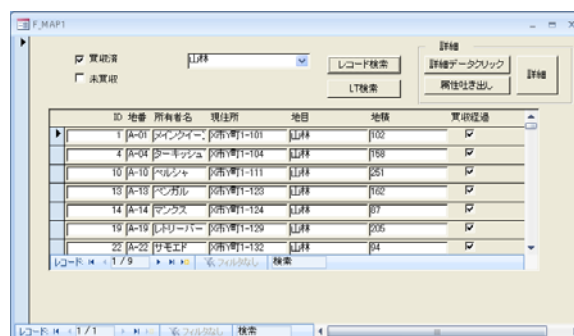 F_MAP1
買収済
未買収
山林
レコード検索
LT検索
詳細
詳細データクリック
属性吐き出し
詳細
ID 地番 所有者名 現住所 地目 地積 買収経過
1 A-01 メインクイー X市Y町1-101 山林 102
4 A-04 ターキッシュ X市Y町1-104 山林 158
10 A-10 ペルシャ X市Y町1-111 山林 251
13 A-13 ベンガル X市Y町1-123 山林 162
14 A-14 マンクス X市Y町1-124 山林 87
19 A-19 レトリーバー X市Y町1-129 山林 205
22 A-22 サモエド X市Y町1-132 山林 94
レコード: 1 / 9 フィルタなし 検索
レコード: 1 / 1 フィルタなし 検索